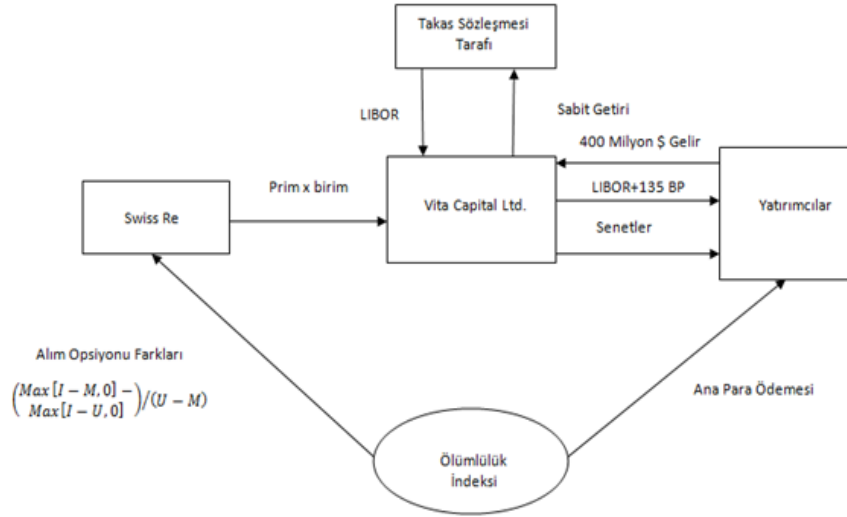 Takas Sözleşmesi
Tarafı
LIBOR
Sabit Getiri
400 Milyon $ Gelir
Prim x birim
LIBOR+135 BP
Swiss Re
Vita Capital Ltd.
Yatırımcılar
Senetler
Alım Opsiyonu Farkları
(Max[I − M, 0] −
Max[I − U, 0])/(U − M)
Ana Para Ödemesi
Ölümlülük
İndeksi